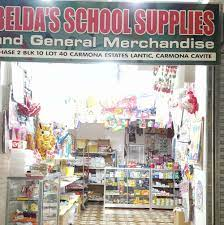 BELDA'S SCHOOL SUPPLIES
and General Merchandise
PHASE 2 BLK 10 LOT 40 CARMONA ESTATES LANTIC, CARMONA CAVITE